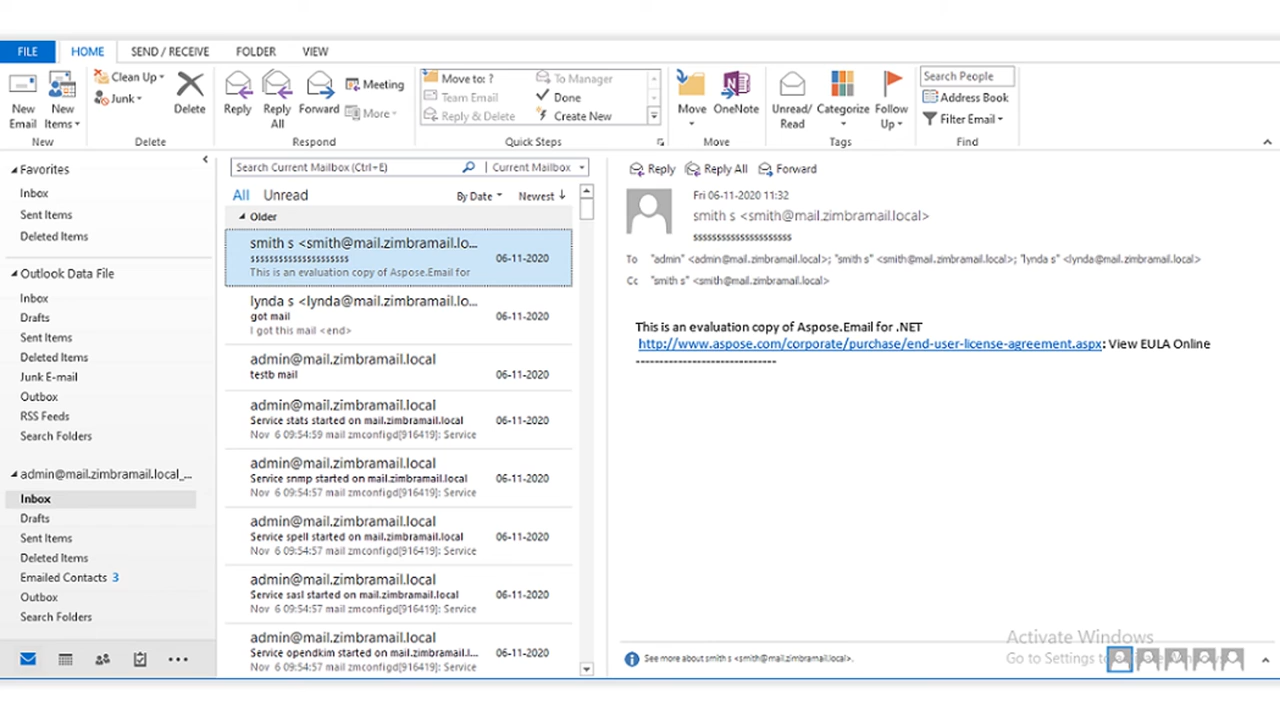 FILE HOME SEND / RECEIVE FOLDER VIEW
New Email
New Items
New
Clean Up
Junk
Delete
Delete
Reply
Reply All
Forward
Meeting
More
Respond
Move to: ? To Manager
Team Email Done
Reply & Delete Create New
Quick Steps
Move
OneNote
Move
Unread/ Read
Categorize
Follow Up
Tags
Search People
Address Book
Filter Email
Find
Favorites
Inbox
Sent Items
Deleted Items
Outlook Data File
Inbox
Drafts
Sent Items
Deleted Items
Junk E-mail
Outbox
RSS Feeds
Search Folders
admin@mail.zimbramail.local_...
Inbox
Drafts
Sent Items
Deleted Items
Emailed Contacts 3
Outbox
Search Folders
Search Current Mailbox (Ctrl+E) Current Mailbox
All Unread By Date Newest ↓
Older
smith s <smith@mail.zimbramail.lo...
sssssssssssssssssssss 06-11-2020
This is an evaluation copy of Aspose.Email for
lynda s <lynda@mail.zimbramail.lo...
got mail 06-11-2020
I got this mail <end>
admin@mail.zimbramail.local
testb mail 06-11-2020
admin@mail.zimbramail.local
Service stats started on mail.zimbramail.local 06-11-2020
Nov 6 09:54:59 mail zmconfigd[916419]: Service
admin@mail.zimbramail.local
Service snmp started on mail.zimbramail.local 06-11-2020
Nov 6 09:54:57 mail zmconfigd[916419]: Service
admin@mail.zimbramail.local
Service spell started on mail.zimbramail.local 06-11-2020
Nov 6 09:54:57 mail zmconfigd[916419]: Service
admin@mail.zimbramail.local
Service sasl started on mail.zimbramail.local 06-11-2020
Nov 6 09:54:57 mail zmconfigd[916419]: Service
admin@mail.zimbramail.local
Service opendkim started on mail.zimbramail.l... 06-11-2020
Nov 6 09:54:57 mail zmconfigd[916419]: Service
Reply Reply All Forward
Fri 06-11-2020 11:32
smith s <smith@mail.zimbramail.local>
sssssssssssssssssssss
To "admin" <admin@mail.zimbramail.local>; "smith s" <smith@mail.zimbramail.local>; "lynda s" <lynda@mail.zimbramail.local>
Cc "smith s" <smith@mail.zimbramail.local>
This is an evaluation copy of Aspose.Email for .NET
http://www.aspose.com/corporate/purchase/end-user-license-agreement.aspx: View EULA Online
------------------------------
Activate Windows
Go to Settings
See more about smith s <smith@mail.zimbramail.local>.